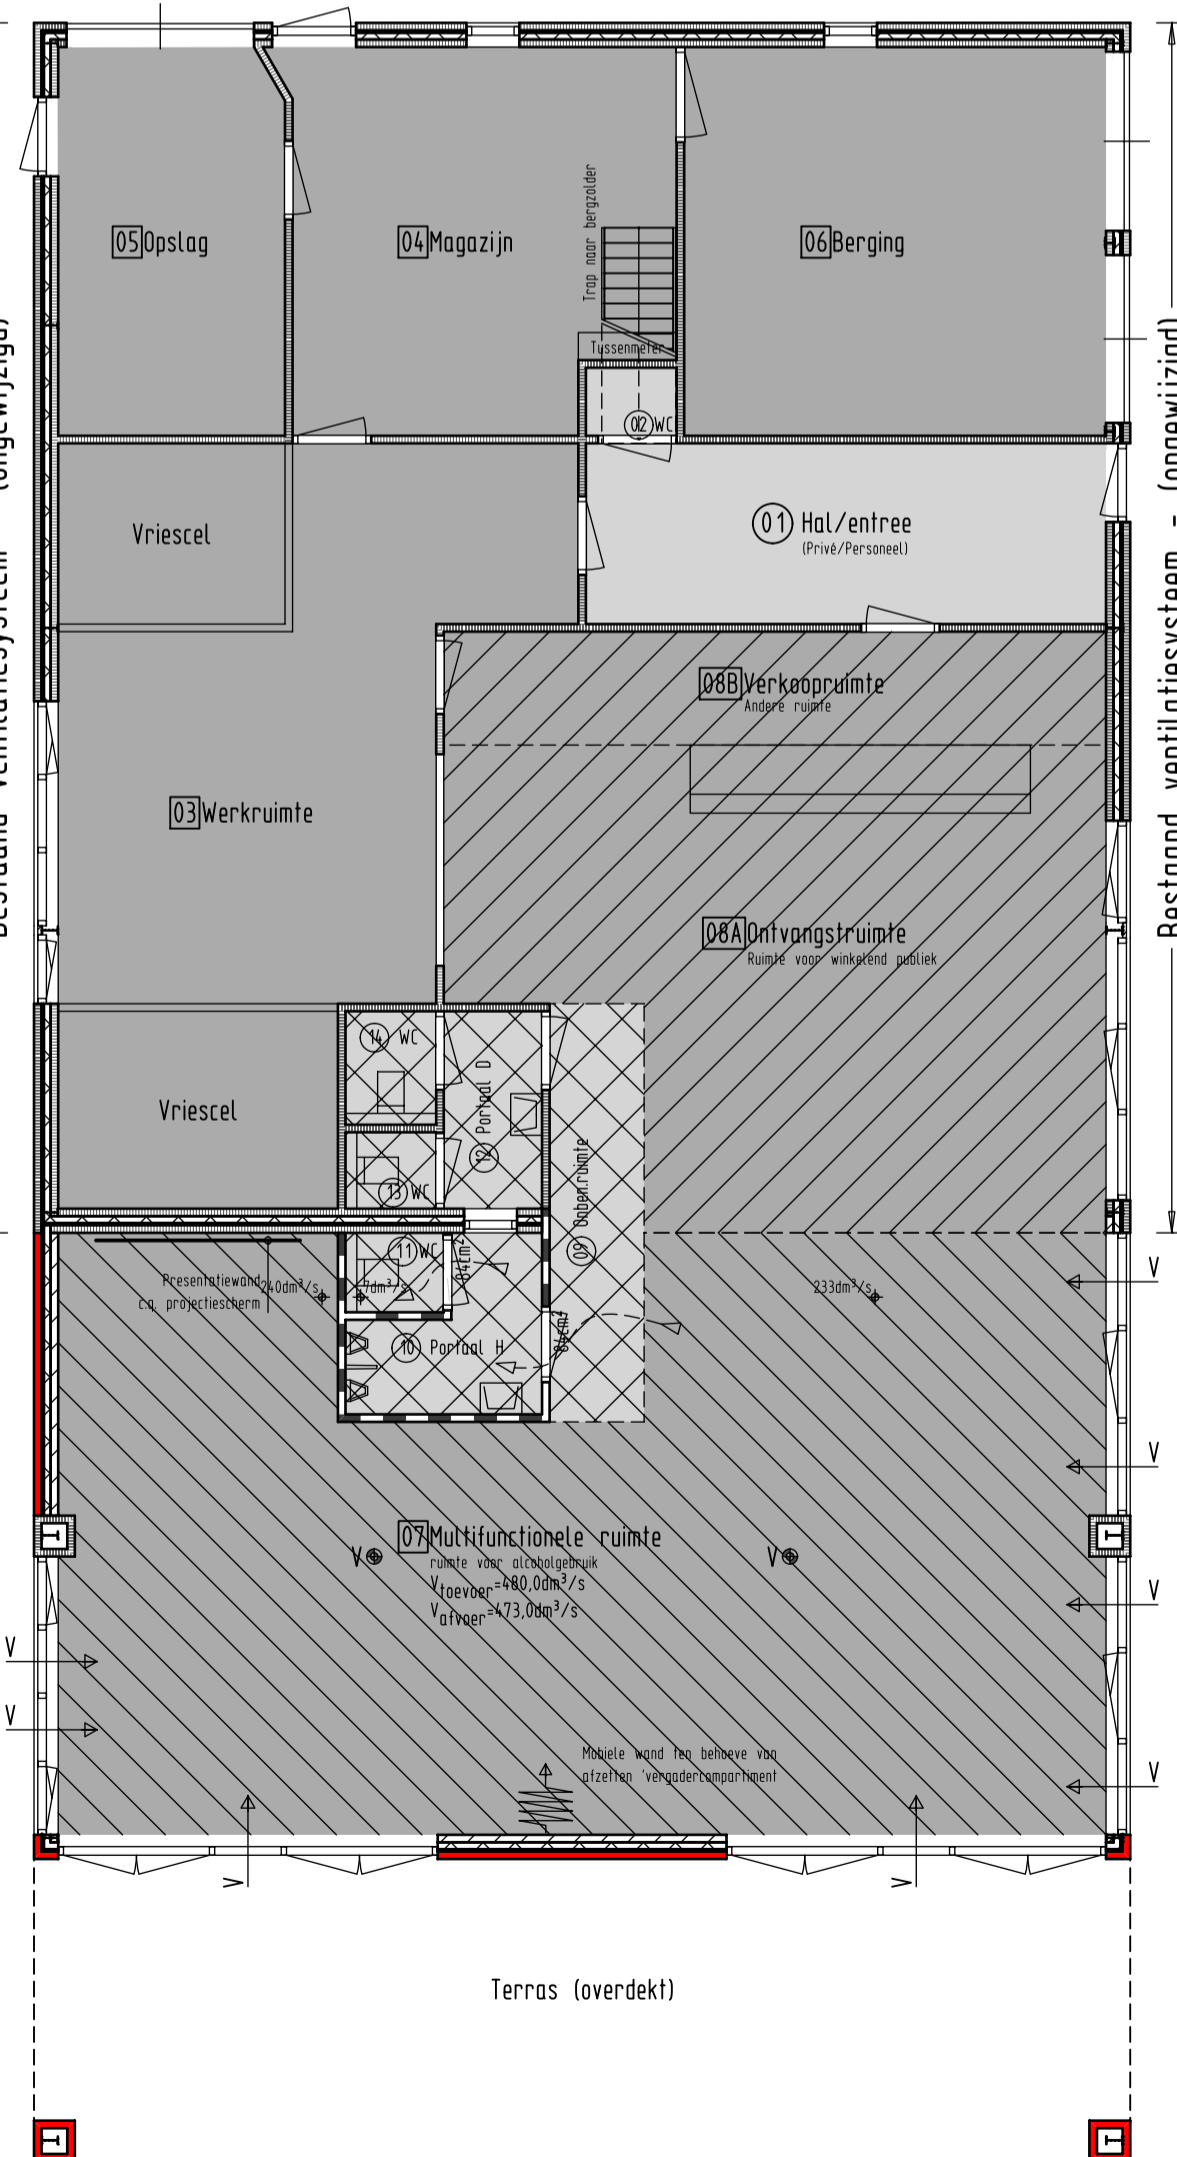 05 Opslag
04 Magazijn
Trap naar bergzolder
06 Berging
Tussenmeter
02 WC
Vriescel
01 Hal/entree
(Privé/Personeel)
08B Verkoopruimte
Andere ruimte
03 Werkruimte
08A Ontvangstruimte
Ruimte voor winkelend publiek
Bestaand ventilatiesysteem - (ongewijzigd)
14 WC
12 Portaal D
Vriescel
13 WC
09 Onben.ruimte
11 WC
84cm²
Presentatiewand
c.q. projectiescherm
240dm³/s
7dm³/s
233dm³/s
10 Portaal H
84cm²
V
V
07 Multifunctionele ruimte
ruimte voor alcoholgebruik
Vtoevoer=480,0dm³/s
Vafvoer=473,0dm³/s
V
V
V
V
V
Mobiele wand ten behoeve van
afzetten 'vergadercompartiment
V
V
V
Terras (overdekt)